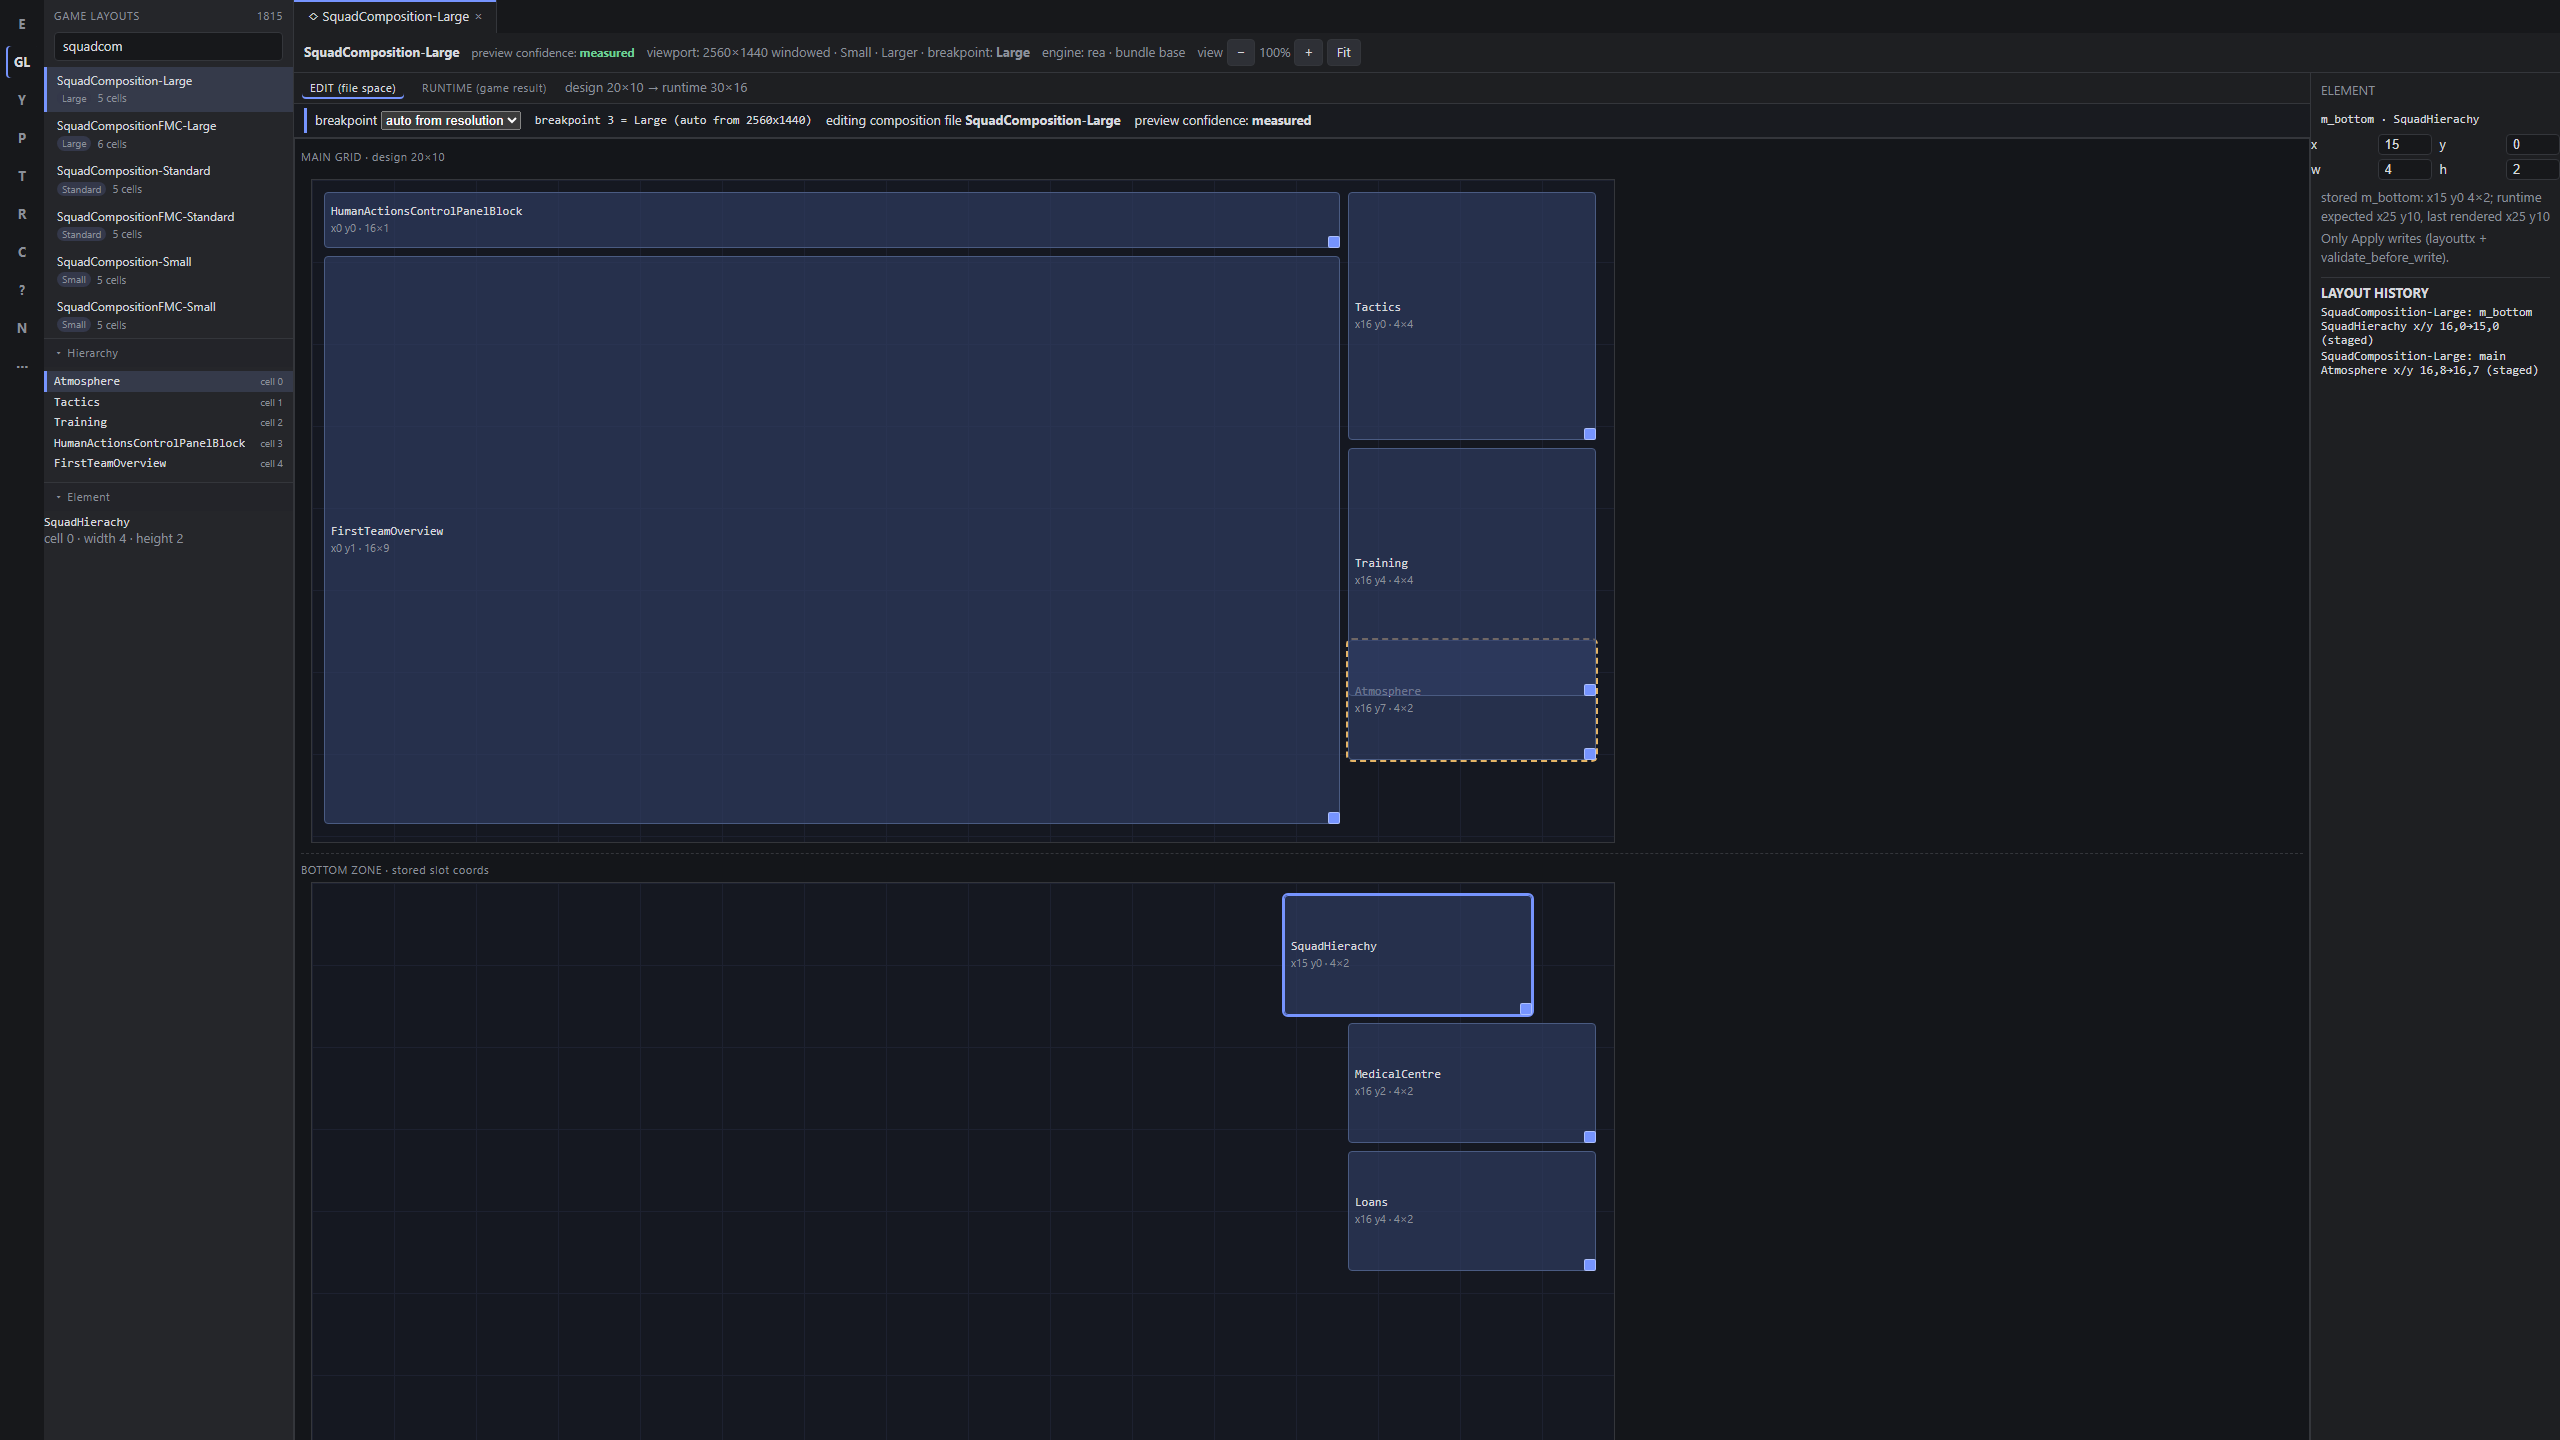 E
GL
Y
P
T
R
C
?
N
...
GAME LAYOUTS 1815
squadcom
SquadComposition-Large
Large 5 cells
SquadCompositionFMC-Large
Large 6 cells
SquadComposition-Standard
Standard 5 cells
SquadCompositionFMC-Standard
Standard 5 cells
SquadComposition-Small
Small 5 cells
SquadCompositionFMC-Small
Small 5 cells
Hierarchy
Atmosphere cell 0
Tactics cell 1
Training cell 2
HumanActionsControlPanelBlock cell 3
FirstTeamOverview cell 4
Element
SquadHierachy
cell 0 · width 4 · height 2
◇ SquadComposition-Large ×
SquadComposition-Large preview confidence: measured viewport: 2560×1440 windowed · Small · Larger · breakpoint: Large engine: rea · bundle base view − 100% + Fit
EDIT (file space) RUNTIME (game result) design 20×10 → runtime 30×16
breakpoint auto from resolution breakpoint 3 = Large (auto from 2560x1440) editing composition file SquadComposition-Large preview confidence: measured
MAIN GRID · design 20×10
HumanActionsControlPanelBlock
x0 y0 · 16×1
Tactics
x16 y0 · 4×4
FirstTeamOverview
x0 y1 · 16×9
Training
x16 y4 · 4×4
Atmosphere
x16 y7 · 4×2
BOTTOM ZONE · stored slot coords
SquadHierachy
x15 y0 · 4×2
MedicalCentre
x16 y2 · 4×2
Loans
x16 y4 · 4×2
ELEMENT
m_bottom · SquadHierachy
x 15 y 0
w 4 h 2
stored m_bottom: x15 y0 4×2; runtime
expected x25 y10, last rendered x25 y10
Only Apply writes (layouttx +
validate_before_write).
LAYOUT HISTORY
SquadComposition-Large: m_bottom
SquadHierachy x/y 16,0→15,0
(staged)
SquadComposition-Large: main
Atmosphere x/y 16,8→16,7 (staged)